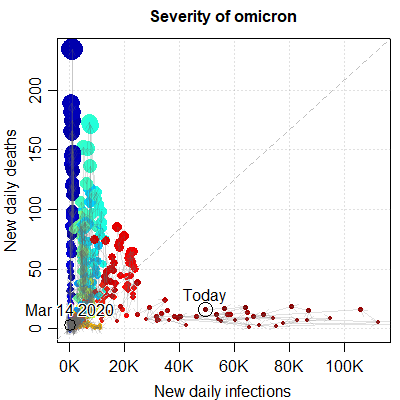 Severity of omicron
New daily deaths
200
150
100
50
0
Mar 14 2020
Today
0K 20K 40K 60K 80K 100K
New daily infections